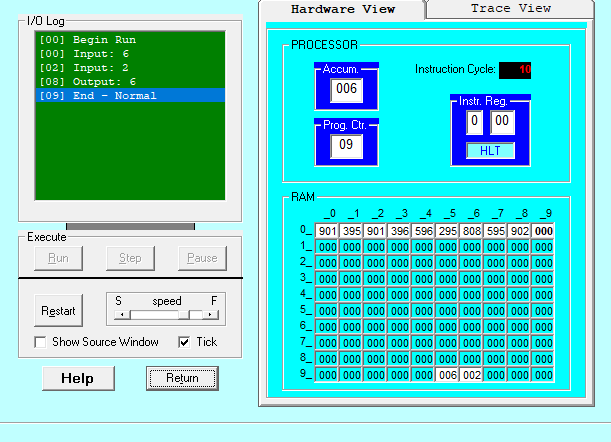 I/O Log
[00] Begin Run
[00] Input: 6
[02] Input: 2
[08] Output: 6
[09] End - Normal
Execute
Run Step Pause
Restart
S speed F
Show Source Window Tick
Help Return
Hardware View Trace View
PROCESSOR
Accum.
006
Instruction Cycle: 10
Prog. Ctr.
09
Instr. Reg.
0 00
HLT
RAM
_0 _1 _2 _3 _4 _5 _6 _7 _8 _9
0_ 901 395 901 396 596 295 808 595 902 000
1_ 000 000 000 000 000 000 000 000 000 000
2_ 000 000 000 000 000 000 000 000 000 000
3_ 000 000 000 000 000 000 000 000 000 000
4_ 000 000 000 000 000 000 000 000 000 000
5_ 000 000 000 000 000 000 000 000 000 000
6_ 000 000 000 000 000 000 000 000 000 000
7_ 000 000 000 000 000 000 000 000 000 000
8_ 000 000 000 000 000 000 000 000 000 000
9_ 000 000 000 000 000 006 002 000 000 000